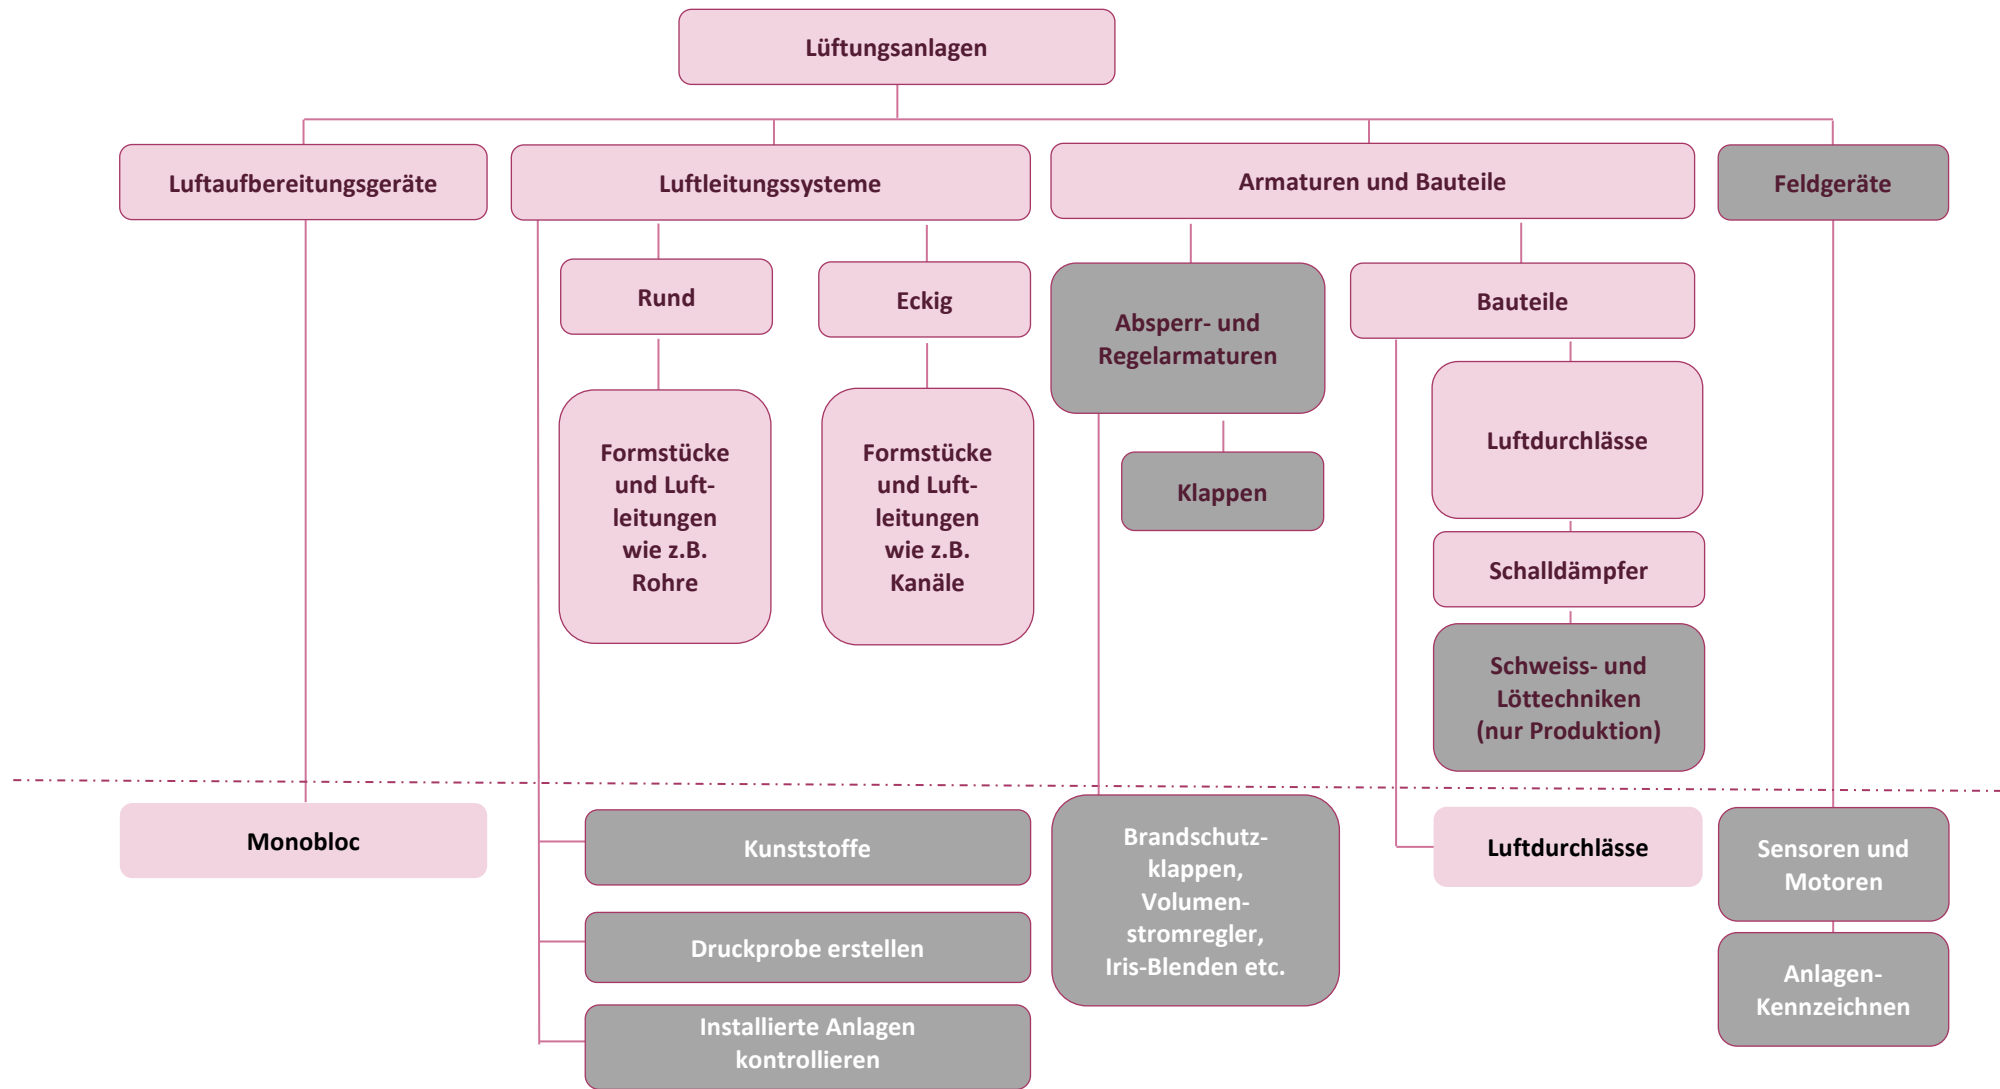 Lüftungsanlagen
Luftaufbereitungsgeräte
Luftleitungssysteme
Armaturen und Bauteile
Feldgeräte
Rund
Eckig
Absperr- und
Regelarmaturen
Bauteile
Formstücke
und Luft-
leitungen
wie z.B.
Rohre
Formstücke
und Luft-
leitungen
wie z.B.
Kanäle
Klappen
Luftdurchlässe
Schalldämpfer
Schweiss- und
Löttechniken
(nur Produktion)
Monobloc
Kunststoffe
Druckprobe erstellen
Installierte Anlagen
kontrollieren
Brandschutz-
klappen,
Volumen-
stromregler,
Iris-Blenden etc.
Luftdurchlässe
Sensoren und
Motoren
Anlagen-
Kennzeichnen